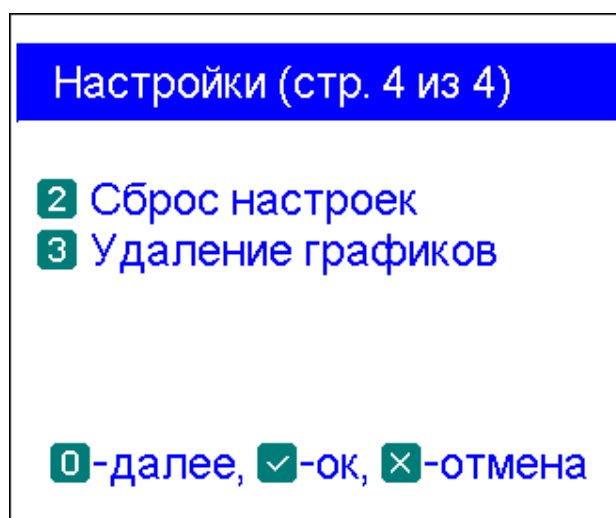 Настройки (стр. 4 из 4)
2 Сброс настроек
3 Удаление графиков
0-далее, ✓-ок, ×-отмена